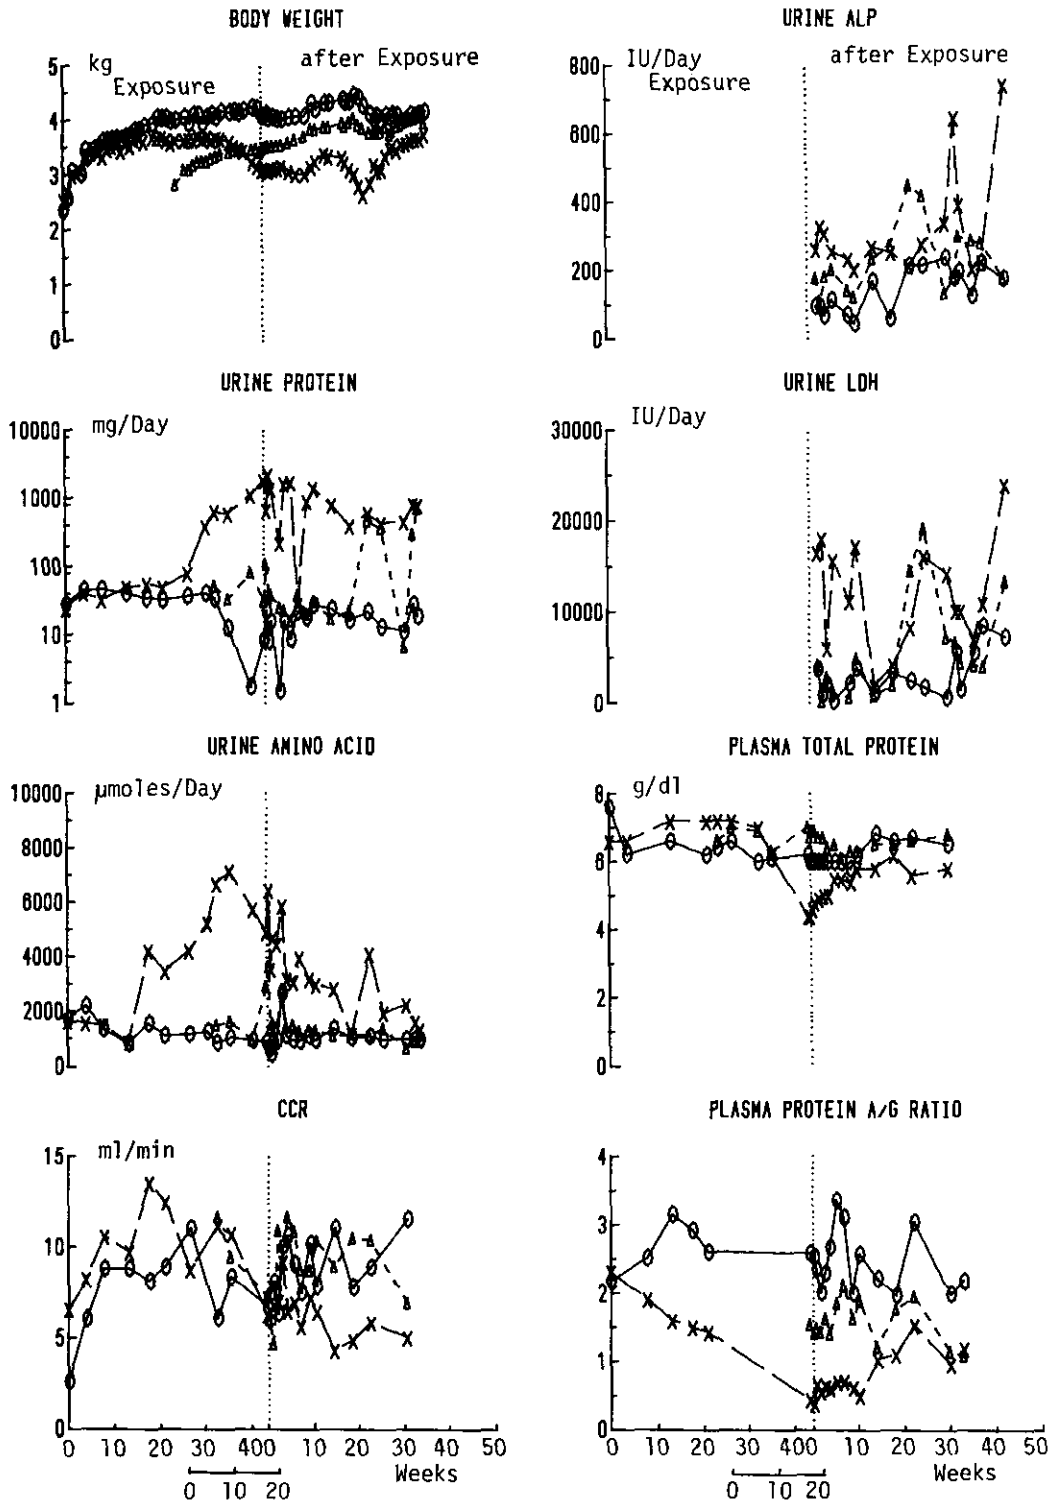 BODY WEIGHT
kg
Exposure
after Exposure
5
4
3
2
1
0
URINE ALP
IU/Day
Exposure
after Exposure
800
600
400
200
0
URINE PROTEIN
mg/Day
10000
1000
100
10
1
URINE LDH
IU/Day
30000
20000
10000
0
URINE AMINO ACID
μmoles/Day
10000
8000
6000
4000
2000
0
PLASMA TOTAL PROTEIN
g/dl
8
6
4
2
0
CCR
ml/min
15
10
5
0
0 10 20 30 400 10 20 30 40 50
Weeks
0 10 20
PLASMA PROTEIN A/G RATIO
4
3
2
1
0
0 10 20 30 400 10 20 30 40 50
Weeks
0 10 20